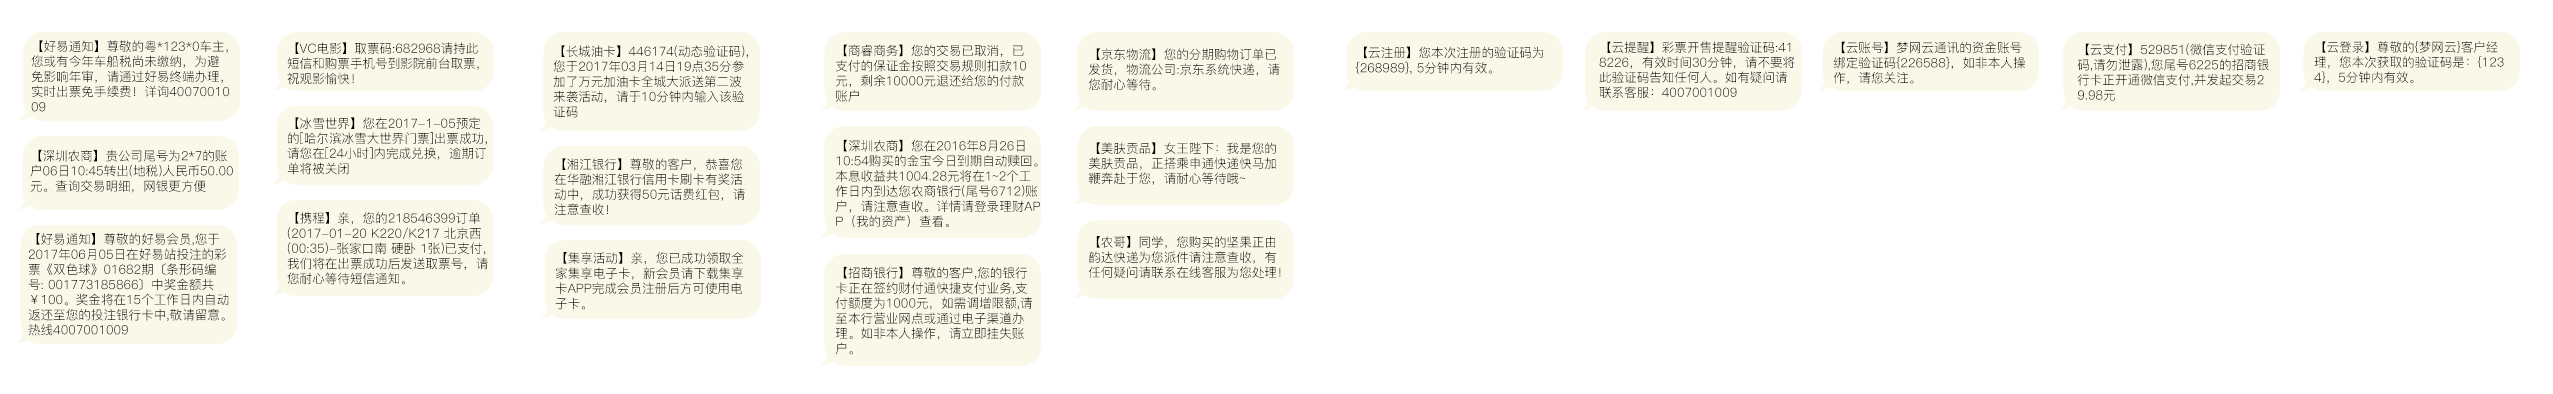 【好易通知】尊敬的粤*123*0车主,
您或有今年车船税尚未缴纳，为避
免影响年审，请通过好易终端办理,
实时出票免手续费！详询40070010
09
【深圳农商】贵公司尾号为2*7的账
户06日10:45转出(地税)人民币50.00
元。查询交易明细，网银更方便
【好易通知】尊敬的好易会员,您于
2017年06月05日在好易站投注的彩
票《双色球》01682期〔条形码编
号: 001773185866〕中奖金额共
￥100。奖金将在15个工作日内自动
返还至您的投注银行卡中,敬请留意。
热线4007001009
【VC电影】取票码:682968请持此
短信和购票手机号到影院前台取票,
祝观影愉快！
【冰雪世界】您在2017-1-05预定
的[哈尔滨冰雪大世界门票]出票成功,
请您在[24小时]内完成兑换，逾期订
单将被关闭
【携程】亲，您的218546399订单
(2017-01-20 K220/K217 北京西
(00:35)-张家口南 硬卧 1张)已支付,
我们将在出票成功后发送取票号，请
您耐心等待短信通知。
【长城油卡】446174(动态验证码),
您于2017年03月14日19点35分参
加了万元加油卡全城大派送第二波
来袭活动，请于10分钟内输入该验
证码
【湘江银行】尊敬的客户，恭喜您
在华融湘江银行信用卡刷卡有奖活
动中，成功获得50元话费红包，请
注意查收！
【集享活动】亲，您已成功领取全
家集享电子卡，新会员请下载集享
卡APP完成会员注册后方可使用电
子卡。
【商睿商务】您的交易已取消，已
支付的保证金按照交易规则扣款10
元，剩余10000元退还给您的付款
账户
【深圳农商】您在2016年8月26日
10:54购买的金宝今日到期自动赎回。
本息收益共1004.28元将在1~2个工
作日内到达您农商银行(尾号6712)账
户，请注意查收。详情请登录理财AP
P（我的资产）查看。
【招商银行】尊敬的客户,您的银行
卡正在签约财付通快捷支付业务,支
付额度为1000元，如需调增限额,请
至本行营业网点或通过电子渠道办
理。如非本人操作，请立即挂失账
户。
【京东物流】您的分期购物订单已
发货，物流公司:京东系统快递，请
您耐心等待。
【美肤贡品】女王陛下：我是您的
美肤贡品，正搭乘申通快递快马加
鞭奔赴于您，请耐心等待哦~
【农哥】同学，您购买的坚果正由
韵达快递为您派件请注意查收，有
任何疑问请联系在线客服为您处理！
【云注册】您本次注册的验证码为
{268989}, 5分钟内有效。
【云提醒】彩票开售提醒验证码:41
8226，有效时间30分钟，请不要将
此验证码告知任何人。如有疑问请
联系客服：4007001009
【云账号】梦网云通讯的资金账号
绑定验证码{226588}，如非本人操
作，请您关注。
【云支付】529851(微信支付验证
码,请勿泄露),您尾号6225的招商银
行卡正开通微信支付,并发起交易2
9.98元
【云登录】尊敬的{梦网云}客户经
理，您本次获取的验证码是：{123
4}，5分钟内有效。